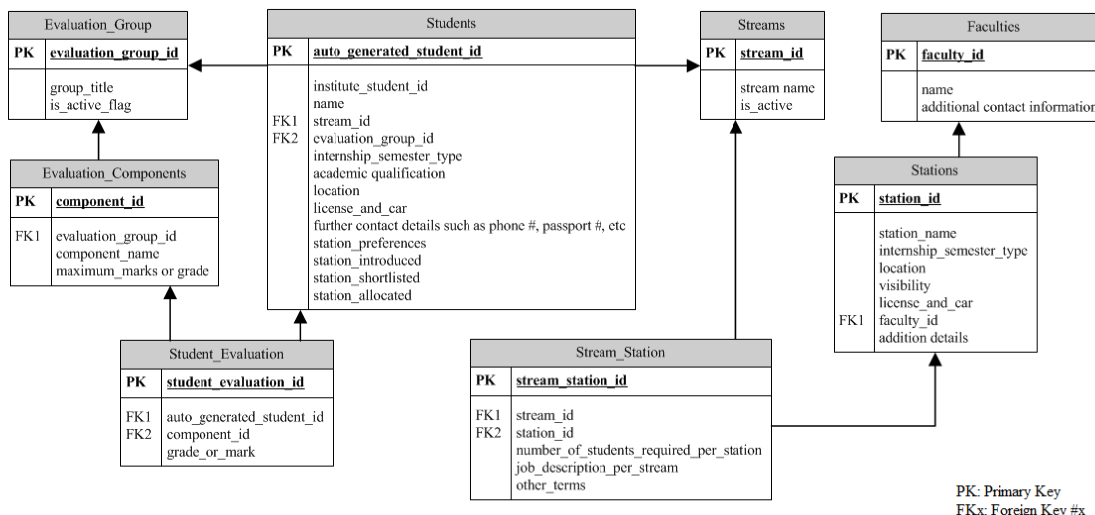 Evaluation_Group
PK evaluation_group_id
group_title
is_active_flag
Students
PK auto_generated_student_id
institute_student_id
name
FK1 stream_id
FK2 evaluation_group_id
internship_semester_type
academic qualification
location
license_and_car
further contact details such as phone #, passport #, etc
station_preferences
station_introduced
station_shortlisted
station_allocated
Streams
PK stream_id
stream name
is_active
Faculties
PK faculty_id
name
additional contact information
Evaluation_Components
PK component_id
FK1 evaluation_group_id
component_name
maximum_marks or grade
Stations
PK station_id
station_name
internship_semester_type
location
visibility
license_and_car
FK1 faculty_id
addition details
Student_Evaluation
PK student_evaluation_id
FK1 auto_generated_student_id
FK2 component_id
grade_or_mark
Stream_Station
PK stream_station_id
FK1 stream_id
FK2 station_id
number_of_students_required_per_station
job_description_per_stream
other_terms
PK: Primary Key
FKx: Foreign Key #x